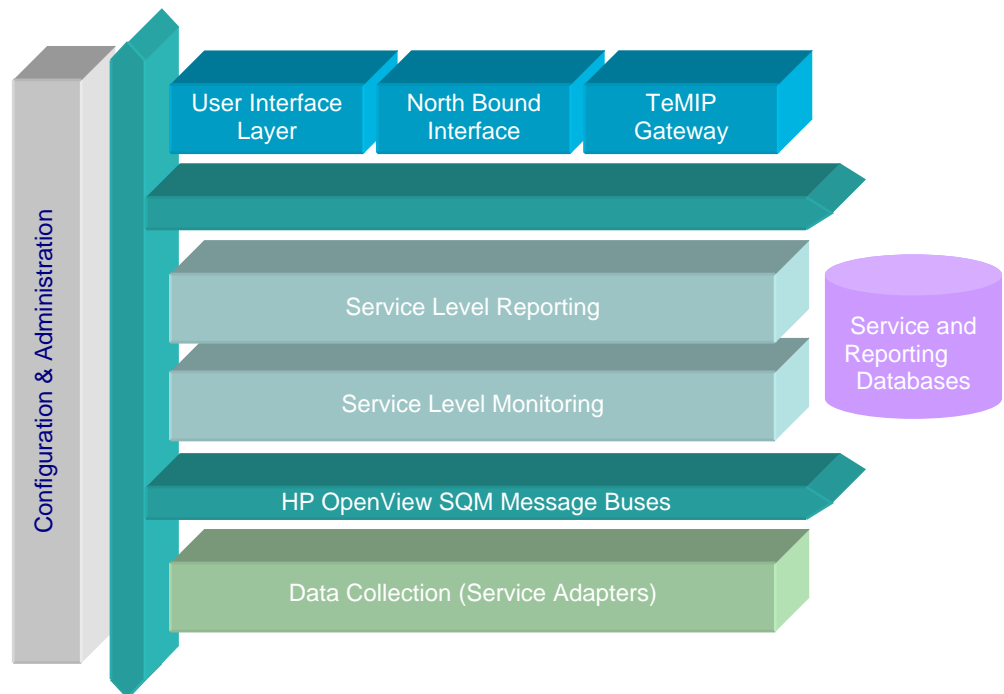 User Interface
Layer
North Bound
Interface
TeMIP
Gateway
Configuration & Administration
Service Level Reporting
Service and
Reporting
Databases
Service Level Monitoring
HP OpenView SQM Message Buses
Data Collection (Service Adapters)